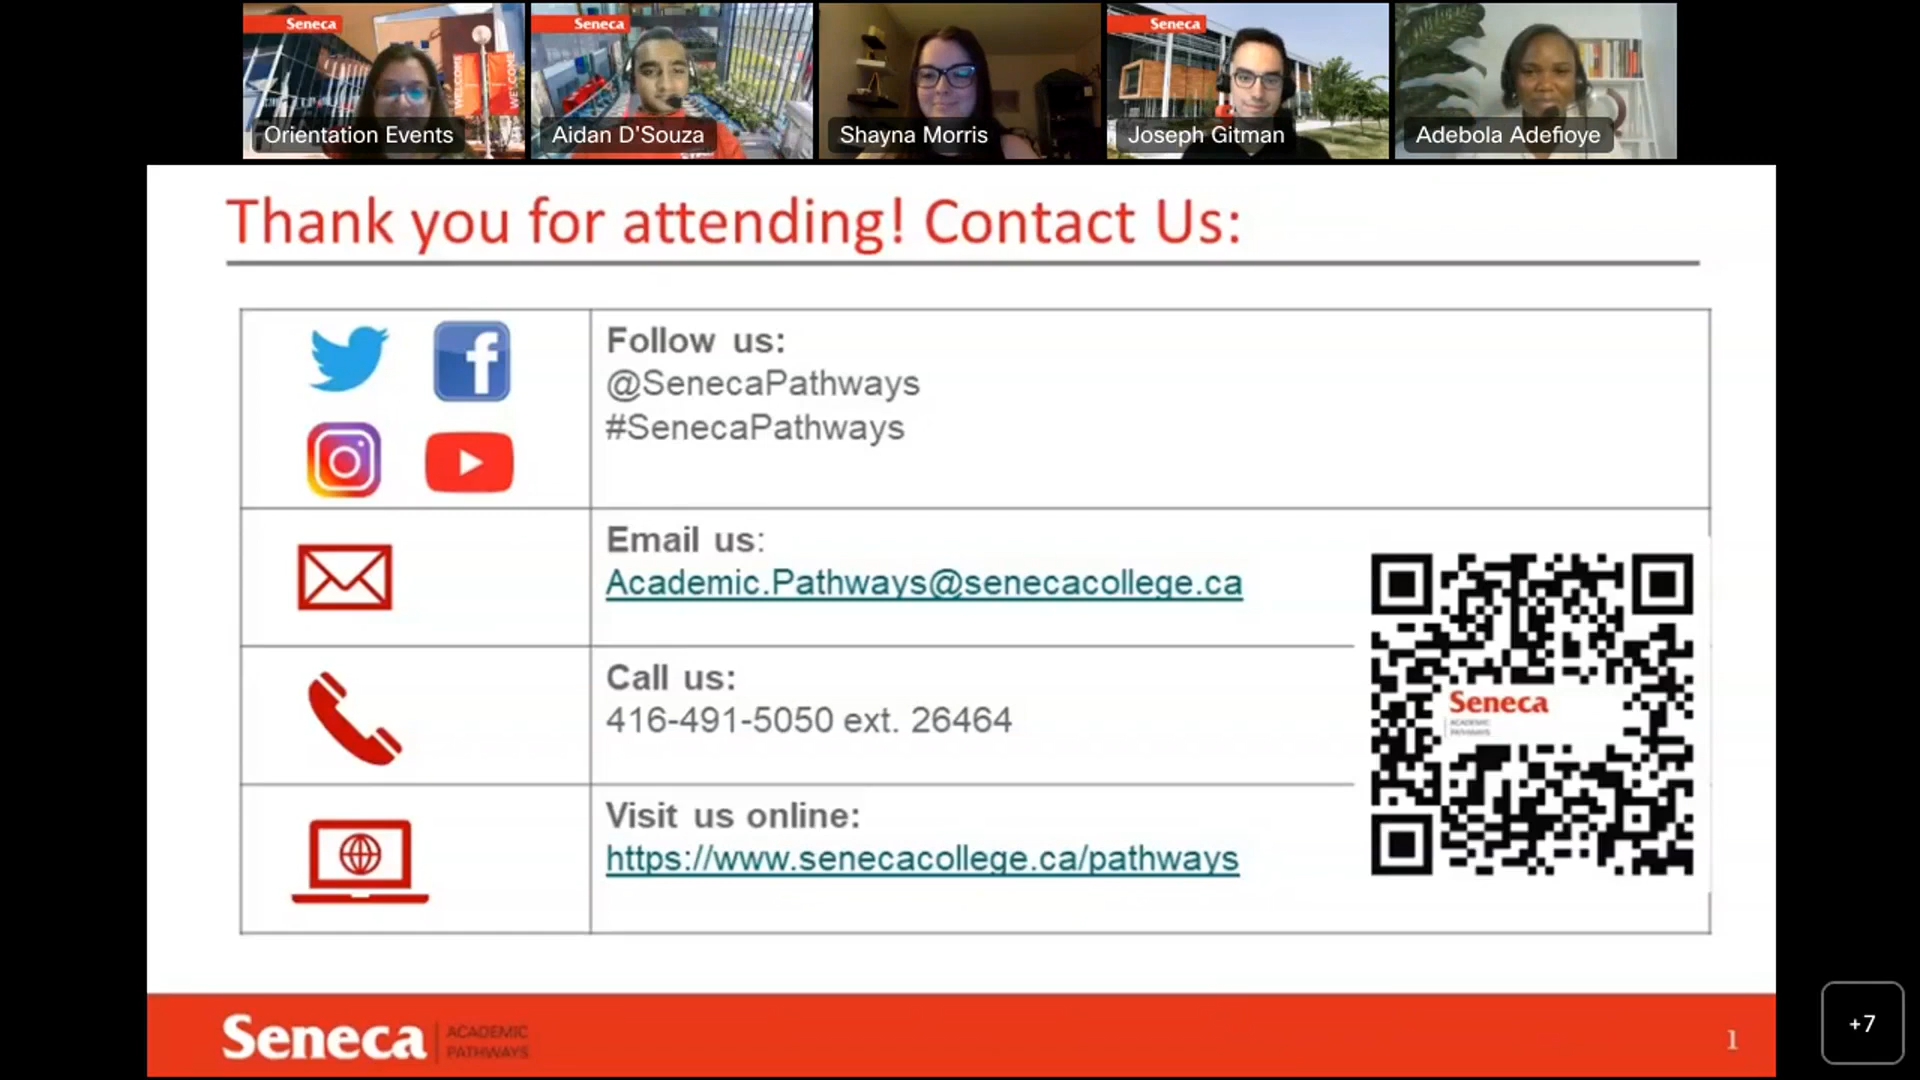 Seneca
Seneca
Seneca
WELCOME
WELCOME
Orientation Events
Aidan D'Souza
Shayna Morris
Joseph Gitman
Adebola Adefioye
Thank you for attending! Contact Us:
Follow us:
@SenecaPathways
#SenecaPathways
Email us:
Academic.Pathways@senecacollege.ca
Call us:
416-491-5050 ext. 26464
Seneca
ACADEMIC
PATHWAYS
Visit us online:
https://www.senecacollege.ca/pathways
Seneca
ACADEMIC
PATHWAYS
1
+7